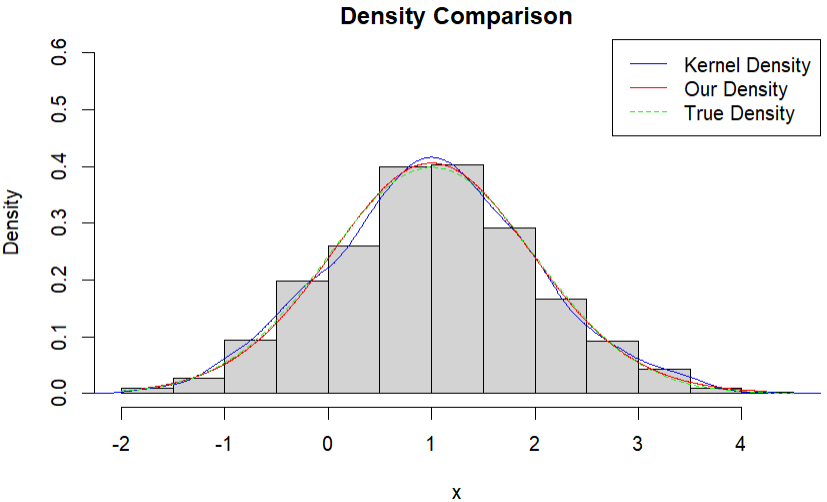 Density Comparison
Kernel Density
Our Density
True Density
Density
0.6
0.5
0.4
0.3
0.2
0.1
0.0
-2 -1 0 1 2 3 4
x